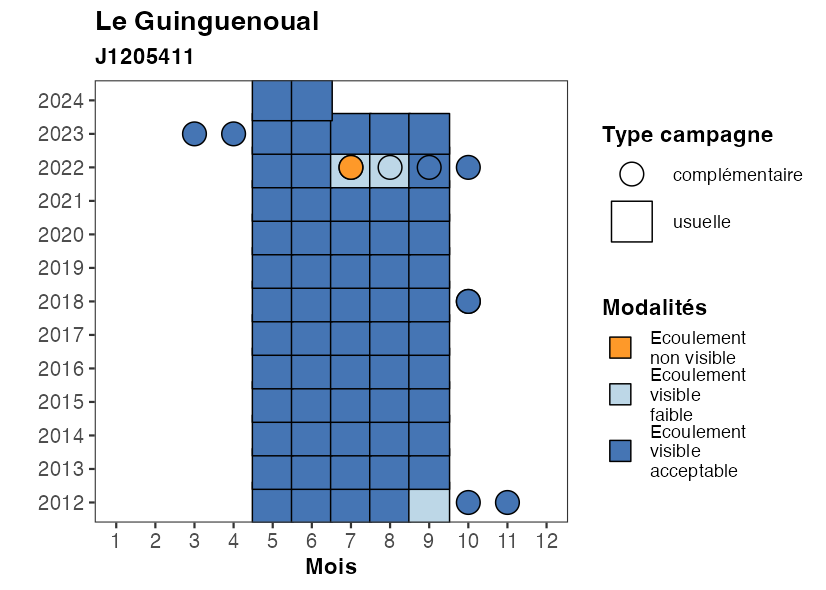 Le Guinguenoual
J1205411
2024
2023
2022
2021
2020
2019
2018
2017
2016
2015
2014
2013
2012
1 2 3 4 5 6 7 8 9 10 11 12
Mois
Type campagne
complémentaire
usuelle
Modalités
Ecoulement
non visible
Ecoulement
visible
faible
Ecoulement
visible
acceptable